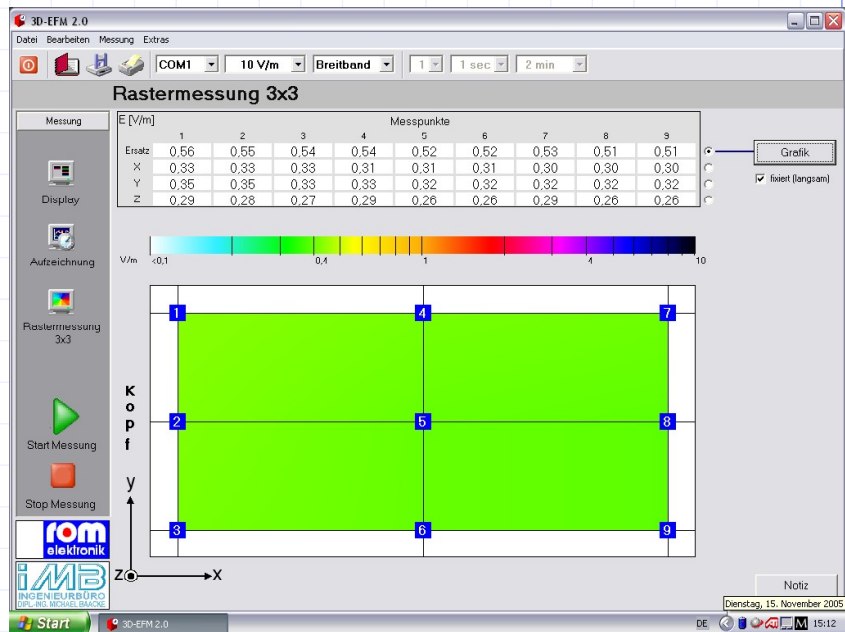 3D-EFM 2.0
Datei Bearbeiten Messung Extras
COM1 10 V/m Breitband 1 1 sec 2 min
Rastermessung 3x3
Messung
E [V/m] Messpunkte
1 2 3 4 5 6 7 8 9
Ersatz 0,56 0,55 0,54 0,54 0,52 0,52 0,53 0,51 0,51
X 0,33 0,33 0,33 0,31 0,31 0,31 0,30 0,30 0,30
Y 0,35 0,35 0,33 0,33 0,32 0,32 0,32 0,32 0,32
Z 0,29 0,28 0,27 0,29 0,26 0,26 0,29 0,26 0,26
Grafik
fixiert (langsam)
Display
Aufzeichnung
Rastermessung
3x3
Start Messung
Stop Messung
V/m <0,1 0,4 1 4 10
1 4 7
2 5 8
3 6 9
Kopf
y
z x
rom
elektronik
iMB
INGENIEURBÜRO
DIPL.-ING. MICHAEL BAACKE
Notiz
Dienstag, 15. November 2005
Start 3D-EFM 2.0 DE M 15:12